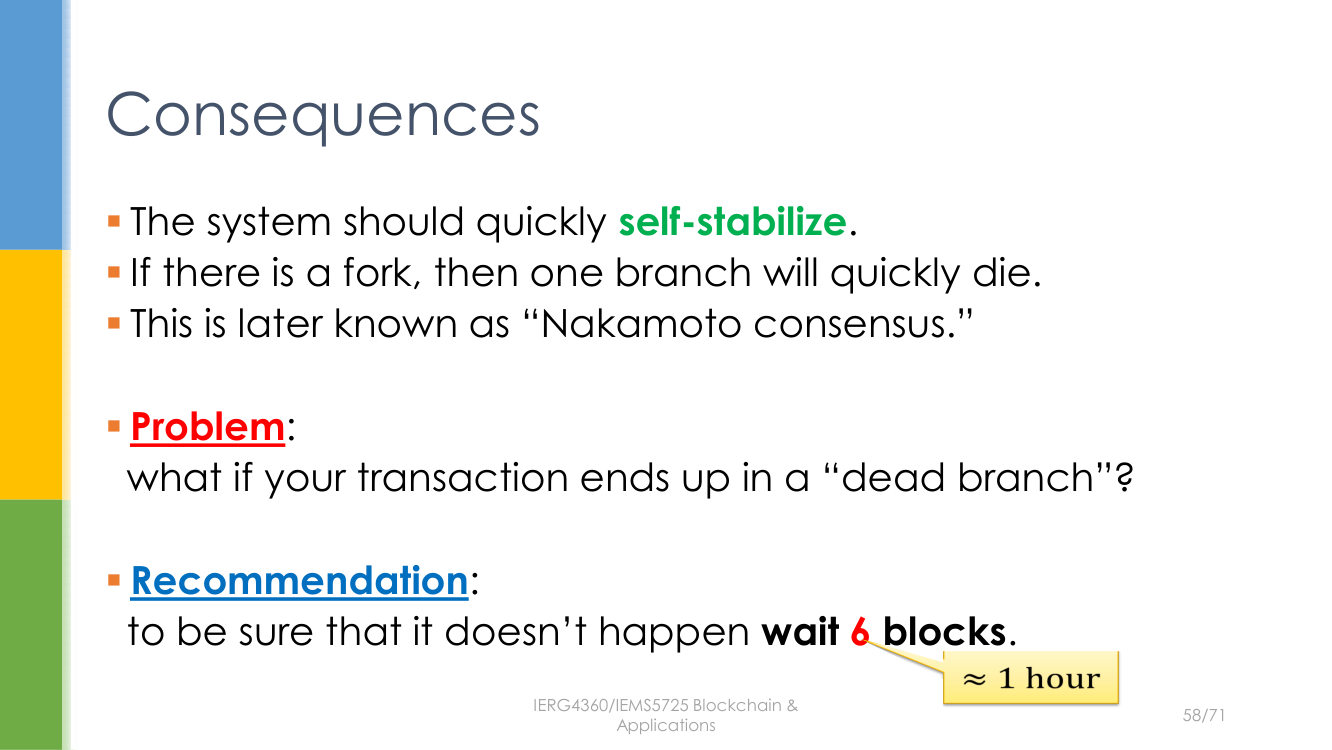 Consequences
▪ The system should quickly self-stabilize.
▪ If there is a fork, then one branch will quickly die.
▪ This is later known as “Nakamoto consensus.”
▪ Problem:
what if your transaction ends up in a “dead branch”?
▪ Recommendation:
to be sure that it doesn’t happen wait 6 blocks.
≈ 1 hour
IERG4360/IEMS5725 Blockchain &
Applications
58/71